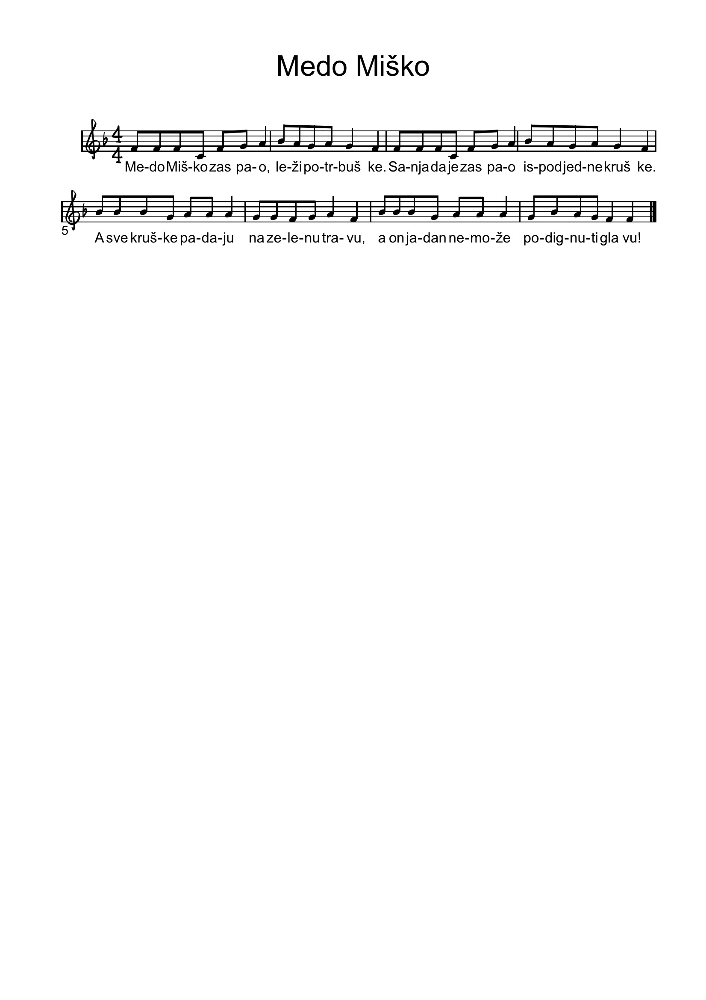 Medo Miško
4
4
Me-do Miš-ko zas pa-o, le-ži po-tr-buš ke. Sa-nja da je zas pa-o is-pod jed-ne kruš ke.
5
A sve kruš-ke pa-da-ju na ze-le-nu tra-vu, a on ja-dan ne-mo-že po-dig-nu-ti gla vu!